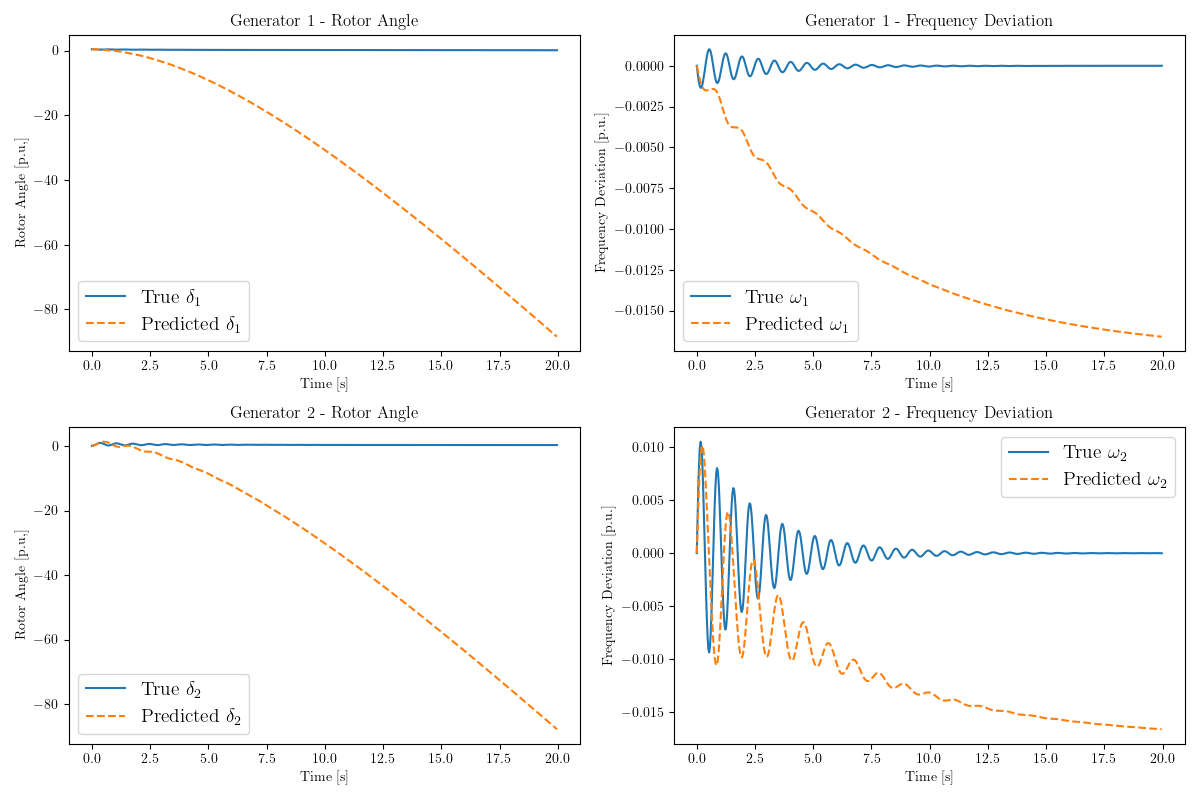 Generator 1 - Rotor Angle
Rotor Angle [p.u.]
0
−20
−40
−60
−80
True δ₁
Predicted δ₁
0.0 2.5 5.0 7.5 10.0 12.5 15.0 17.5 20.0
Time [s]
Generator 1 - Frequency Deviation
Frequency Deviation [p.u.]
0.0000
−0.0025
−0.0050
−0.0075
−0.0100
−0.0125
−0.0150
True ω₁
Predicted ω₁
0.0 2.5 5.0 7.5 10.0 12.5 15.0 17.5 20.0
Time [s]
Generator 2 - Rotor Angle
Rotor Angle [p.u.]
0
−20
−40
−60
−80
True δ₂
Predicted δ₂
0.0 2.5 5.0 7.5 10.0 12.5 15.0 17.5 20.0
Time [s]
Generator 2 - Frequency Deviation
Frequency Deviation [p.u.]
0.010
0.005
0.000
−0.005
−0.010
−0.015
True ω₂
Predicted ω₂
0.0 2.5 5.0 7.5 10.0 12.5 15.0 17.5 20.0
Time [s]